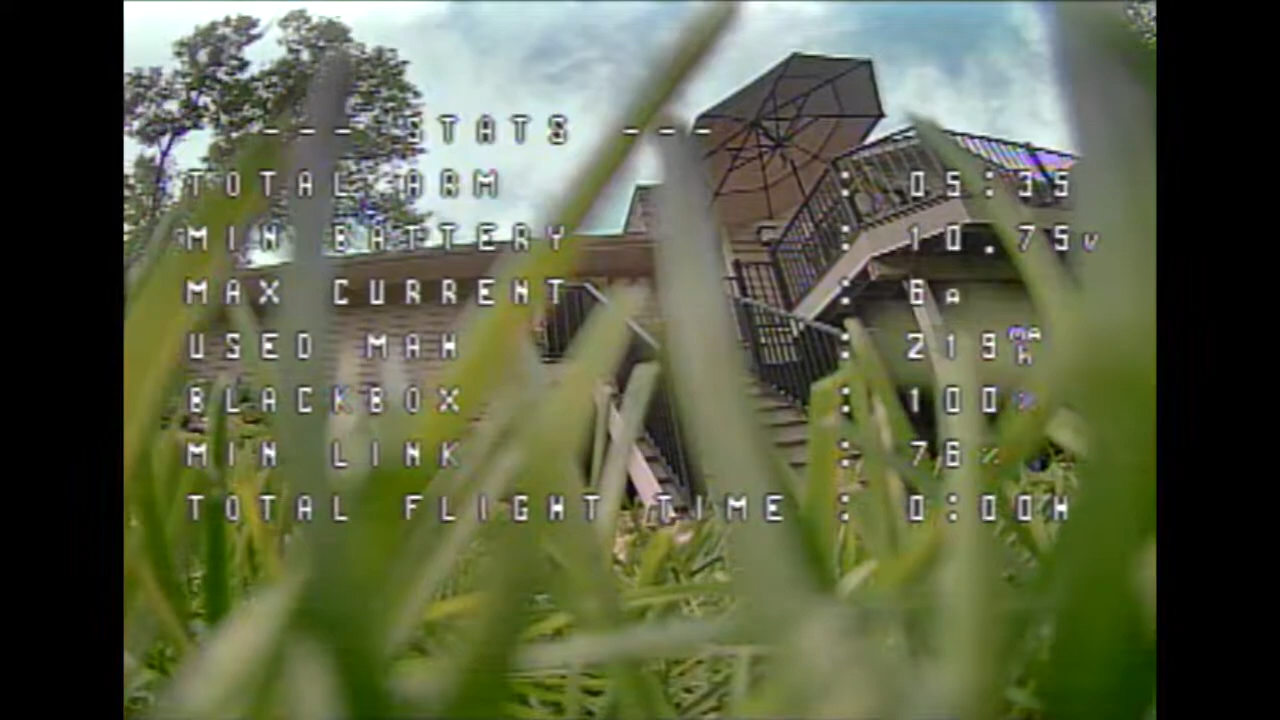 --- STATS ---
TOTAL ARM : 05:35
MIN BATTERY : 10.75V
MAX CURRENT : 6A
USED MAH : 219MAH
BLACKBOX : 100%
MIN LINK : 76%
TOTAL FLIGHT TIME : 0:00H